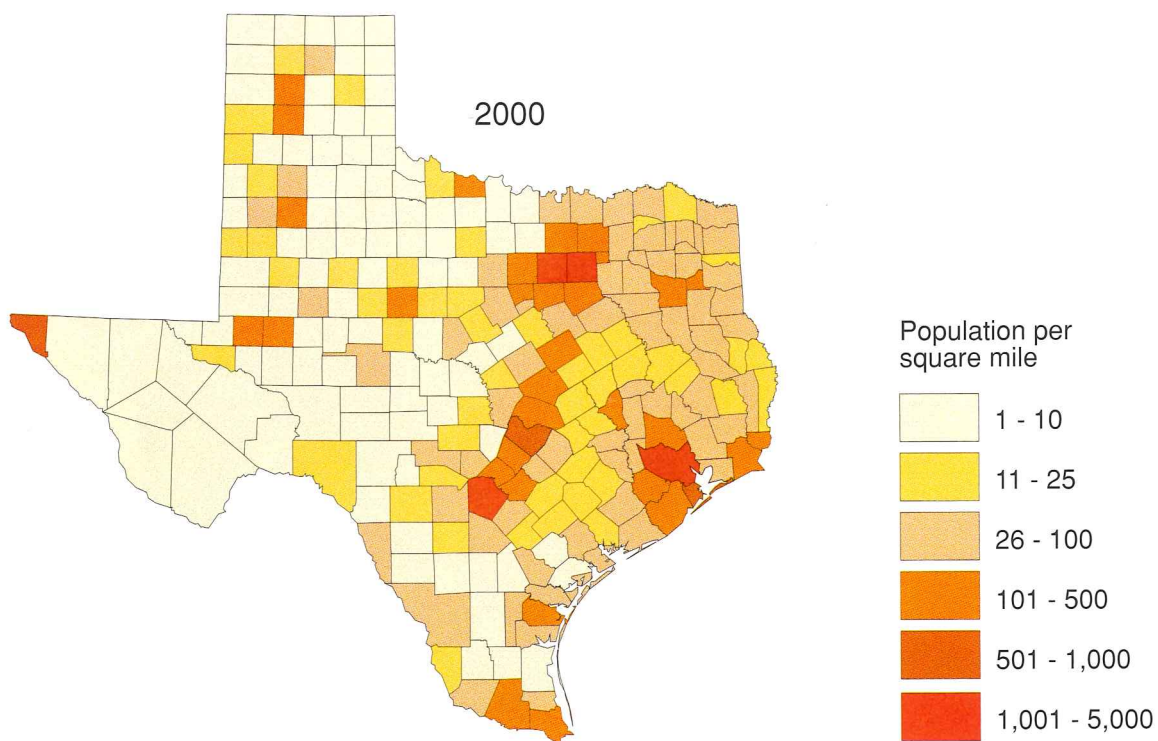 2000
Population per
square mile
1 - 10
11 - 25
26 - 100
101 - 500
501 - 1,000
1,001 - 5,000